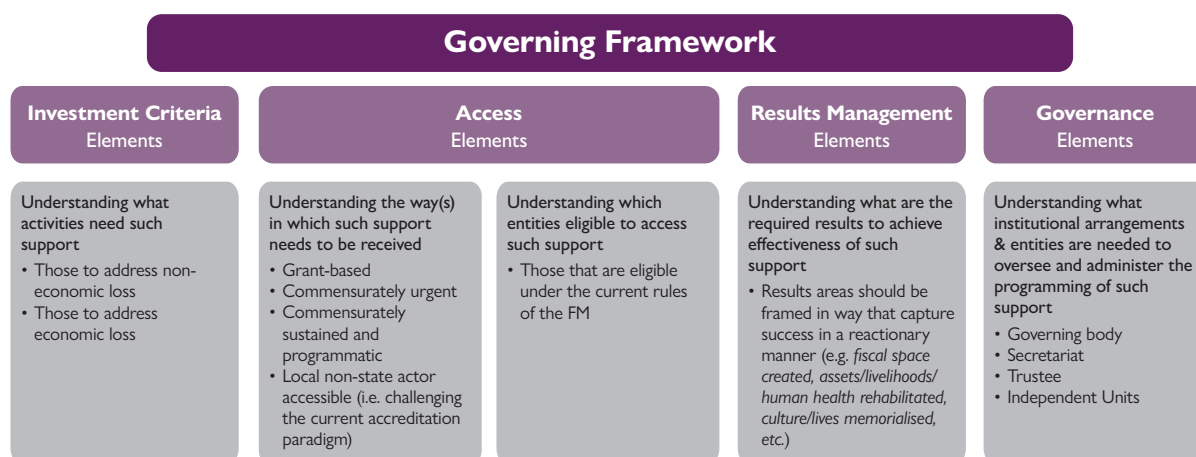 Governing Framework
Investment Criteria
Elements
Access
Elements
Results Management
Elements
Governance
Elements
Understanding what
activities need such
support
• Those to address non-
economic loss
• Those to address
economic loss
Understanding the way(s)
in which such support
needs to be received
• Grant-based
• Commensurately urgent
• Commensurately
sustained and
programmatic
• Local non-state actor
accessible (i.e. challenging
the current accreditation
paradigm)
Understanding which
entities eligible to access
such support
• Those that are eligible
under the current rules
of the FM
Understanding what are the
required results to achieve
effectiveness of such
support
• Results areas should be
framed in way that capture
success in a reactionary
manner (e.g. fiscal space
created, assets/livelihoods/
human health rehabilitated,
culture/lives memorialised,
etc.)
Understanding what
institutional arrangements
& entities are needed to
oversee and administer the
programming of such
support
• Governing body
• Secretariat
• Trustee
• Independent Units